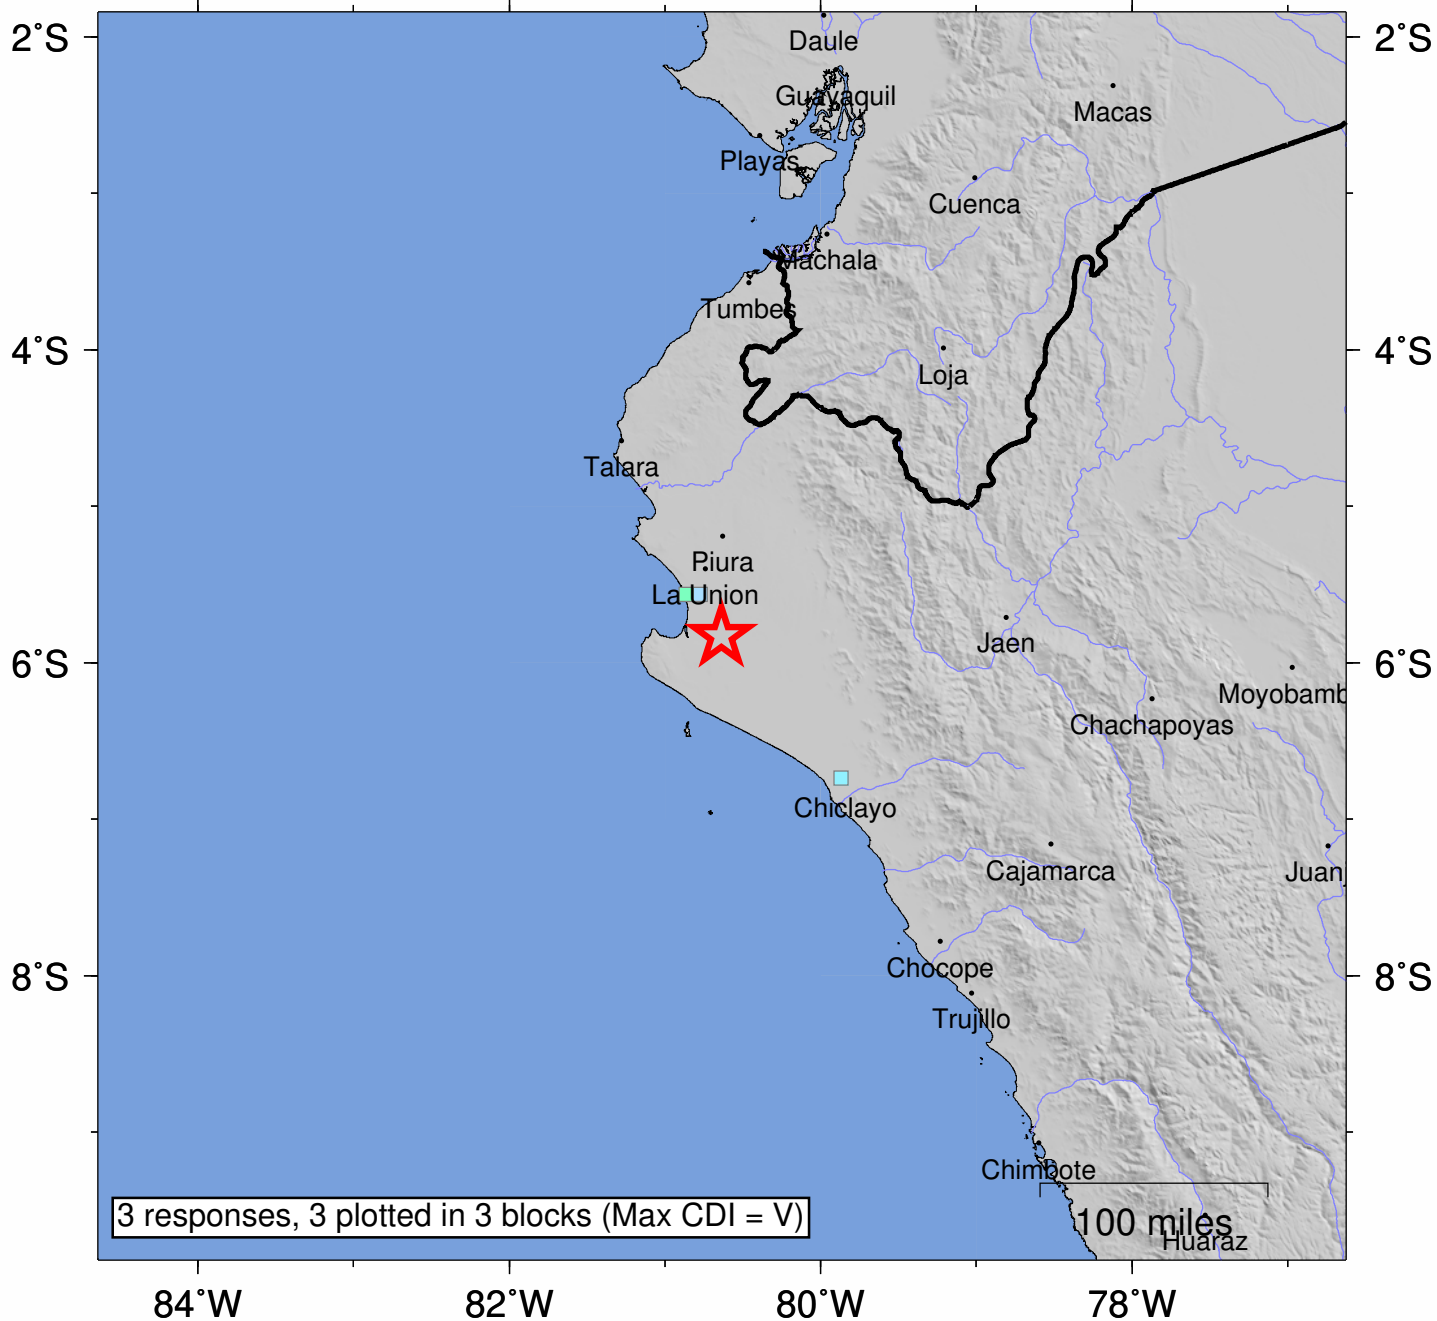 2°S
2°S
Daule
Guayaquil
Macas
Playas
Cuenca
Machala
Tumbes
4°S
4°S
Loja
Talara
Piura
La Union
Jaen
6°S
6°S
Moyobamb
Chachapoyas
Chiclayo
Cajamarca
Juan
Chocope
8°S
8°S
Trujillo
Chimbote
3 responses, 3 plotted in 3 blocks (Max CDI = V)
100 miles
Huaraz
84°W
82°W
80°W
78°W